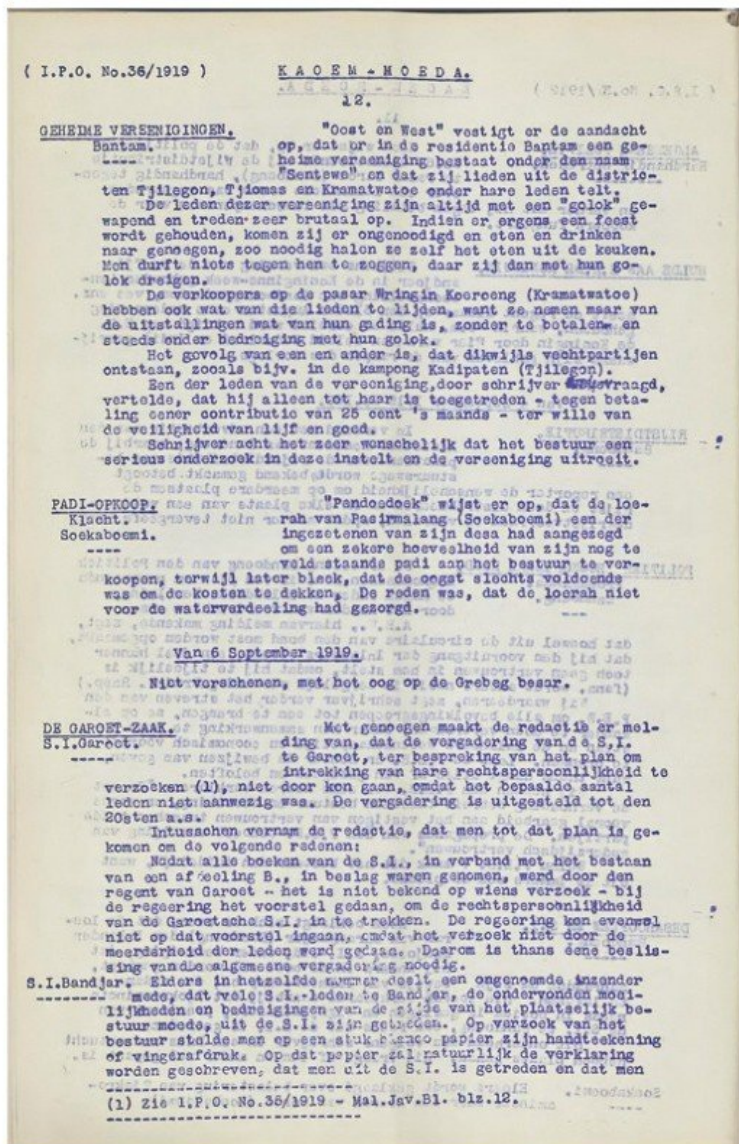 ( I.P.O. No.36/1919 ) KAOEM-MOEDA.
12.
GEHEIME VEREENIGINGEN. "Oost en West" vestigt er de aandacht
Bantam. op, dat er in de residentie Bantam een ge-
---- heime vereeniging bestaat onder den naam
"Sentewe" en dat zij lieden uit de distric-
ten Tjilegon, Tjiomas en Kramatwatoe onder hare leden telt.
De leden dezer vereeniging zijn altijd met een "golok" ge-
wapend en treden zeer brutaal op. Indien er ergens een feest
wordt gehouden, komen zij er ongenoodigd en eten en drinken
naar genoegen, zoo noodig halen ze zelf het eten uit de keuken.
Men durft niets tegen hen te zeggen, daar zij dan met hun go-
lok dreigen.
De verkoopers op de pasar Wringin Koeroeng (Kramatwatoe)
hebben ook wat van die lieden te lijden, want ze nemen maar van
de uitstallingen wat van hun gading is, zonder te betalen- en
steeds onder bedreiging met hun golok.
Het gevolg van een en ander is, dat dikwijls vechtpartijen
ontstaan, zooals bijv. in de kampong Kadipaten (Tjilegon).
Een der leden van de vereeniging,door schrijver vraagd,
vertelde, dat hij alleen tot haar is toegetreden - tegen beta-
ling eener contributie van 25 cent 's maands - ter wille van
de veiligheid van lijf en goed.
Schrijver acht het zeer wenschelijk dat het bestuur een
serieus onderzoek in deze instelt en de vereeniging uitroeit.
PADI-OPKOOP. "Pendoedoek" wijst er op, dat de loe-
Klacht. rah van Pasirmalang (Soekaboemi) een der
Soekaboemi. ingezetenen van zijn desa had aangezegd
---- om een zekere hoeveelheid van zijn nog te
veld staande padi aan het bestuur te ver-
koopen, terwijl later bleek, dat de oogst slechts voldoende
was om de kosten te dekken. De reden was, dat de loerah niet
voor de waterverdeeling had gezorgd.
Van 6 September 1919.
Niet verschenen, met het oog op de Grebeg besar.
DE GAROET-ZAAK. Met genoegen maakt de redactie er mel-
S.I.Garoet. ding van, dat de vergadering van de S.I.
----- te Garoet, ter bespreking van het plan om
intrekking van hare rechtspersoonlijkheid te
verzoeken (1), niet door kon gaan, omdat het bepaalde aantal
leden niet aanwezig was. De vergadering is uitgesteld tot den
20sten a.s.
Intusschen vernam de redactie, dat men tot dat plan is ge-
komen om de volgende redenen:
Nadat alle boeken van de S.I., in verband met het bestaan
van een afdeeling B., in beslag waren genomen, werd door den
regent van Garoet - het is niet bekend op wiens verzoek - bij
de regeering het voorstel gedaan, om de rechtspersoonlijkheid
van de Garoetsche S.I. in te trekken. De regeering kon evenwel
niet op dat voorstel ingaan, omdat het verzoek niet door de
meerderheid der leden werd gedaan. Daarom is thans eene beslis-
sing van de algemeene vergadering noodig.
S.I.Bandjar. Elders in hetzelfde nummer deelt een ongenoemde inzender
-------- mede, dat vele S.I.-leden te Bandjar, de ondervonden moei-
lijkheden en bedreigingen van de zijde van het plaatselijk be-
stuur moede, uit de S.I. zijn getreden. Op verzoek van het
bestuur stelde men op een stuk blanco papier zijn handteekening
of vingerafdruk. Op dat papier zal natuurlijk de verklaring
worden geschreven, dat men uit de S.I. is getreden en dat men
(1) Zie I.P.O. No.35/1919 - Mal.Jav.Bl. blz.12.